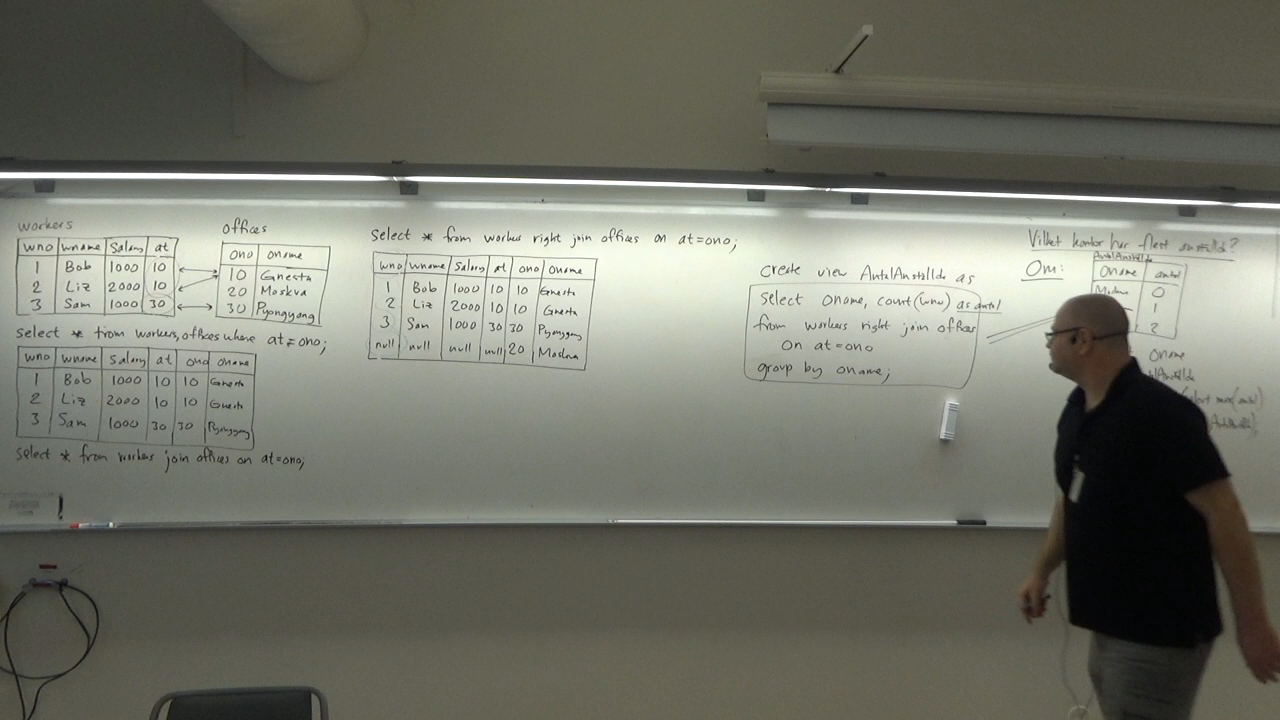 workers
wno wname Salary at
1 Bob 1000 10
2 Liz 2000 10
3 Sam 1000 30
offices
ono oname
10 Gnesta
20 Moskva
30 Pyongyang
Select * from workers, offices where at=ono;
wno wname Salary at ono oname
1 Bob 1000 10 10 Gnesta
2 Liz 2000 10 10 Gnesta
3 Sam 1000 30 30 Pyongyang
Select * from workers join offices on at=ono;
Select * from workers right join offices on at=ono;
wno wname Salary at ono oname
1 Bob 1000 10 10 Gnesta
2 Liz 2000 10 10 Gnesta
3 Sam 1000 30 30 Pyongyang
null null null null 20 Moskva
create view AntalAnställda as
Select oname, count(wno) as antal
from workers right join offices
on at=ono
group by oname;
Vilket kontor har flest anställda?
AntalAnställda
Om:
Oname antal
Moskva 0
1
2
Oname
select max(antal)